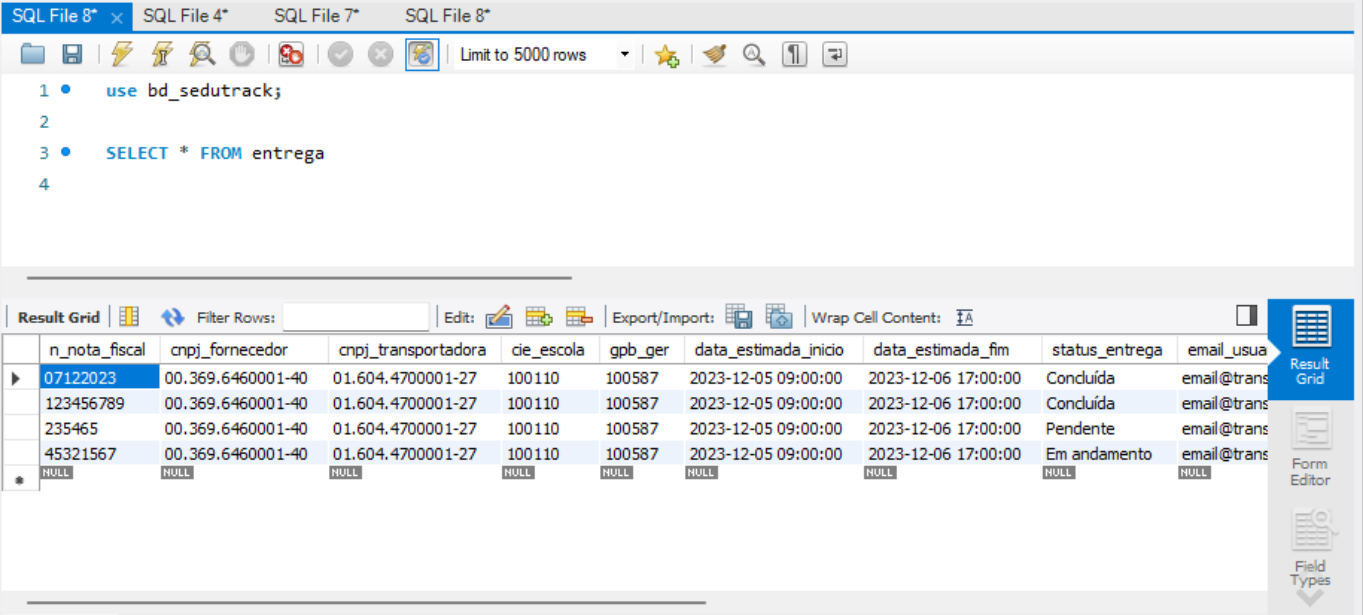 SQL File 8* SQL File 4* SQL File 7* SQL File 8*
Limit to 5000 rows
1 use bd_sedutrack;
2
3 SELECT * FROM entrega
4
Result Grid Filter Rows: Edit: Export/Import: Wrap Cell Content: IA
n_nota_fiscal cnpj_fornecedor cnpj_transportadora cie_escola gpb_ger data_estimada_inicio data_estimada_fim status_entrega email_usua
07122023 00.369.6460001-40 01.604.4700001-27 100110 100587 2023-12-05 09:00:00 2023-12-06 17:00:00 Concluída email@trans
123456789 00.369.6460001-40 01.604.4700001-27 100110 100587 2023-12-05 09:00:00 2023-12-06 17:00:00 Concluída email@trans
235465 00.369.6460001-40 01.604.4700001-27 100110 100587 2023-12-05 09:00:00 2023-12-06 17:00:00 Pendente email@trans
45321567 00.369.6460001-40 01.604.4700001-27 100110 100587 2023-12-05 09:00:00 2023-12-06 17:00:00 Em andamento email@trans
NULL NULL NULL NULL NULL NULL NULL NULL NULL
Result
Grid
Form
Editor
Field
Types